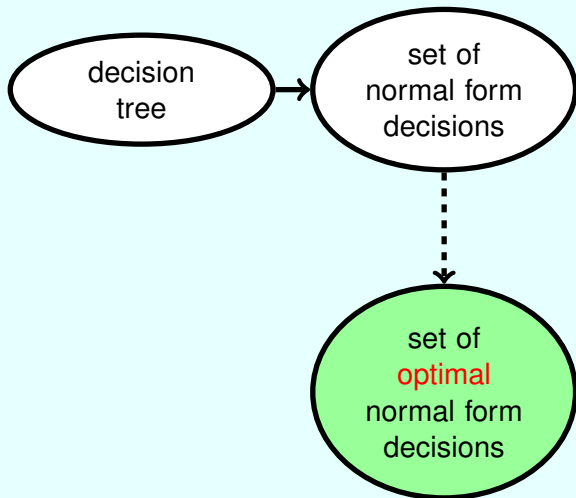 decision
tree
set of
normal form
decisions
set of
optimal
normal form
decisions